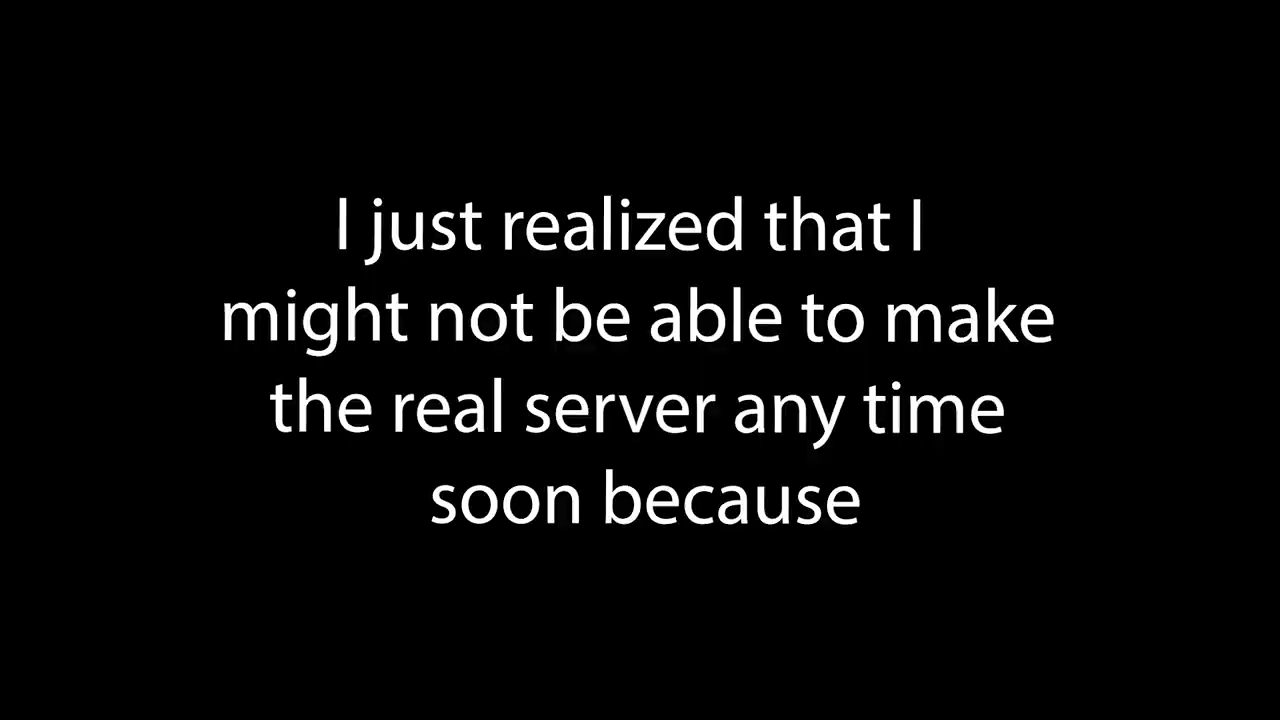 I just realized that I
might not be able to make
the real server any time
soon because